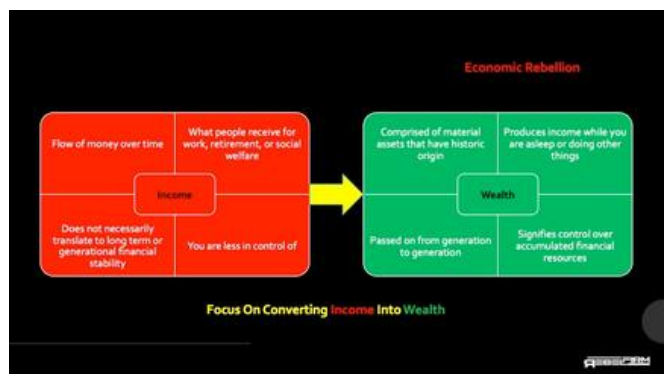 Economic Rebellion
Flow of money over time
What people receive for
work, retirement, or social
welfare
Income
Does not necessarily
translate to long term or
generational financial
stability
You are less in control of
Comprised of material
assets that have historic
origin
Produces income while you
are asleep or doing other
things
Wealth
Passed on from generation
to generation
Signifies control over
accumulated financial
resources
Focus On Converting Income Into Wealth